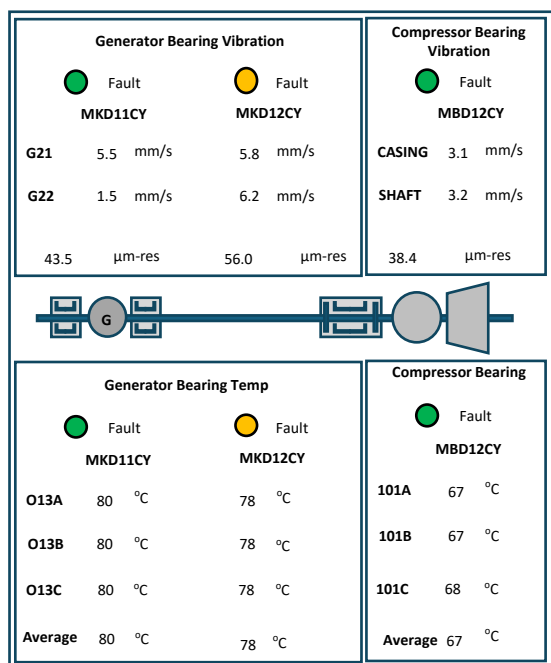 Generator Bearing Vibration
Fault Fault
MKD11CY MKD12CY
G21 5.5 mm/s 5.8 mm/s
G22 1.5 mm/s 6.2 mm/s
43.5 µm-res 56.0 µm-res
Compressor Bearing
Vibration
Fault
MBD12CY
CASING 3.1 mm/s
SHAFT 3.2 mm/s
38.4 µm-res
G
Generator Bearing Temp
Fault Fault
MKD11CY MKD12CY
O13A 80 °C 78 °C
O13B 80 °C 78 °C
O13C 80 °C 78 °C
Average 80 °C 78 °C
Compressor Bearing
Fault
MBD12CY
101A 67 °C
101B 67 °C
101C 68 °C
Average 67 °C